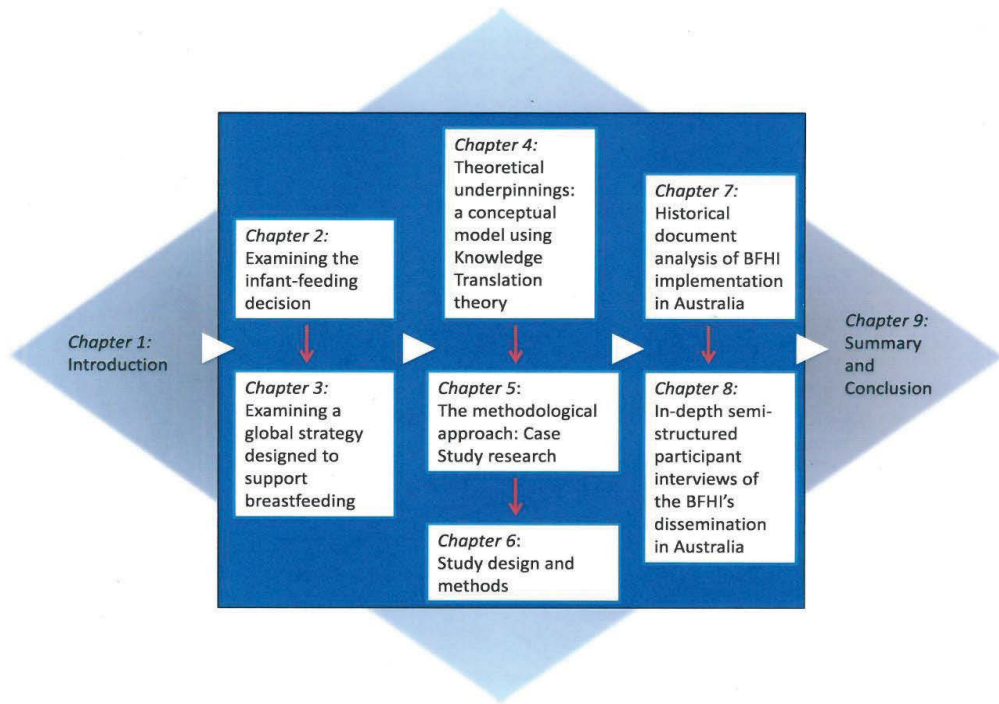 Chapter 1:
Introduction
Chapter 2:
Examining the
infant-feeding
decision
Chapter 3:
Examining a
global strategy
designed to
support
breastfeeding
Chapter 4:
Theoretical
underpinnings:
a conceptual
model using
Knowledge
Translation
theory
Chapter 5:
The methodological
approach: Case
Study research
Chapter 6:
Study design and
methods
Chapter 7:
Historical
document
analysis of BFHI
implementation
in Australia
Chapter 8:
In-depth semi-
structured
participant
interviews of
the BFHI's
dissemination
in Australia
Chapter 9:
Summary
and
Conclusion